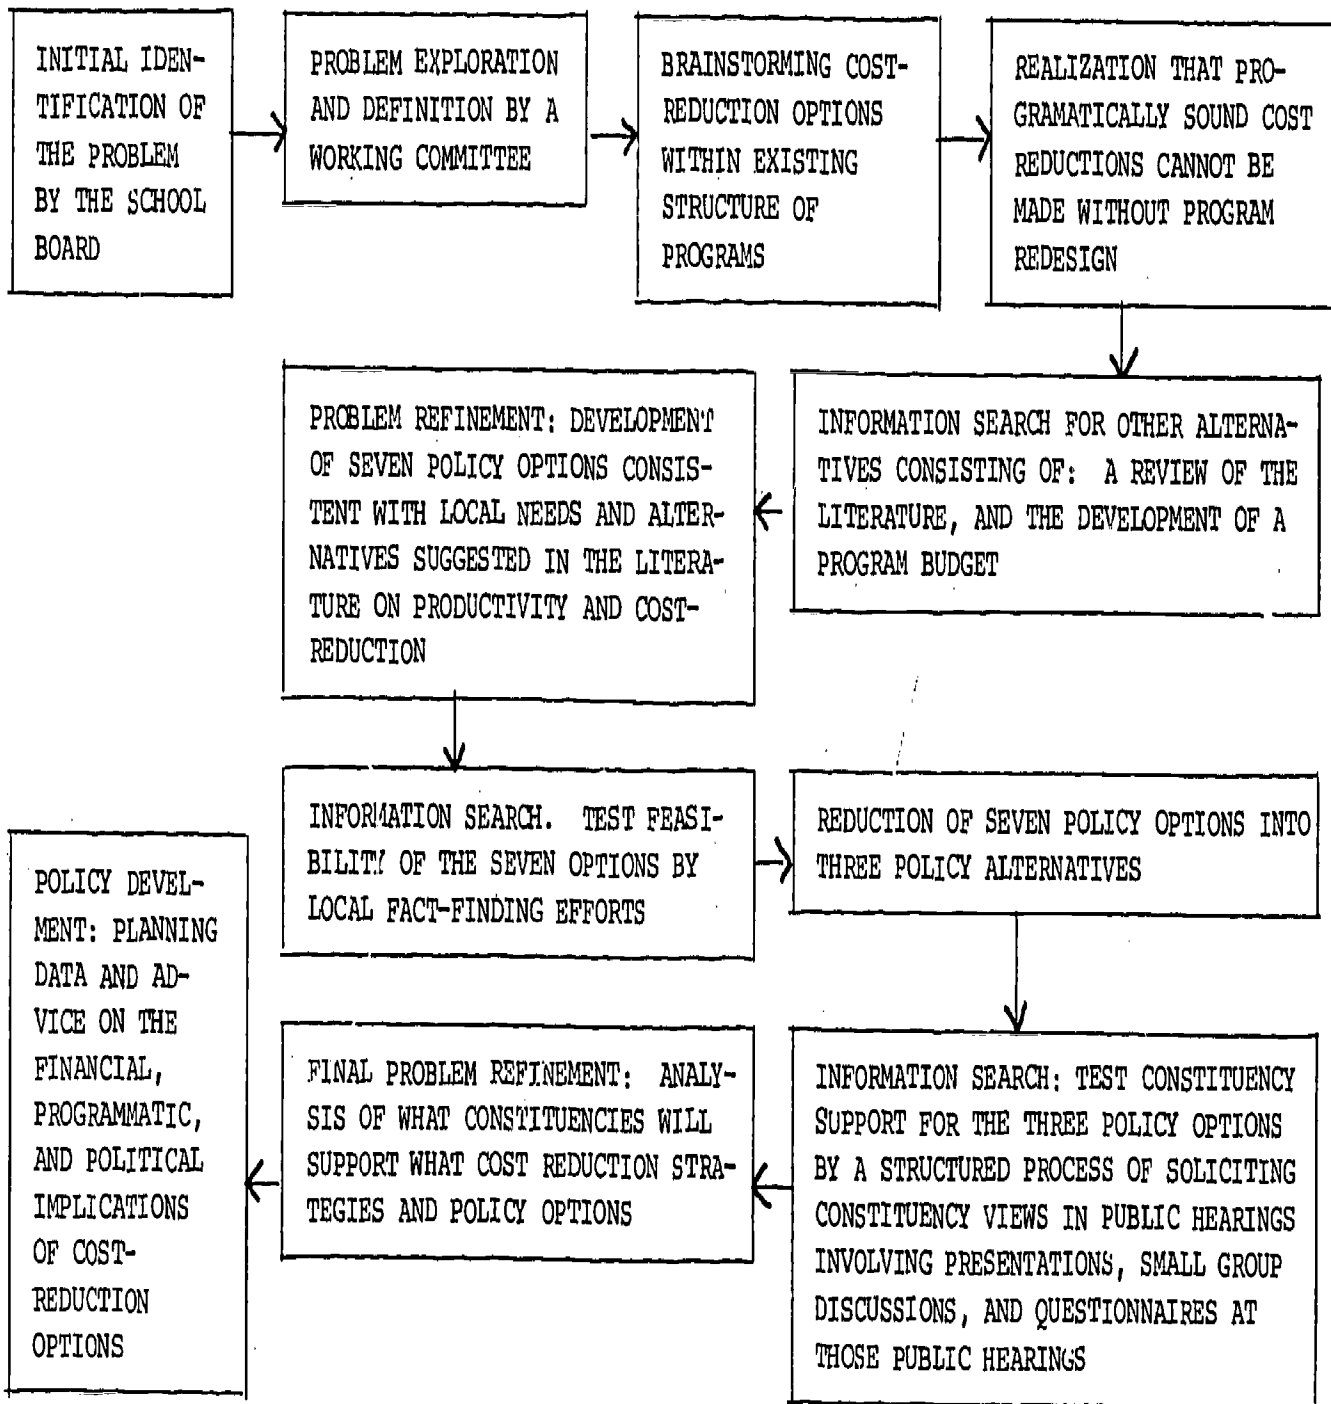 INITIAL IDEN-
TIFICATION OF
THE PROBLEM
BY THE SCHOOL
BOARD
PROBLEM EXPLORATION
AND DEFINITION BY A
WORKING COMMITTEE
BRAINSTORMING COST-
REDUCTION OPTIONS
WITHIN EXISTING
STRUCTURE OF
PROGRAMS
REALIZATION THAT PRO-
GRAMATICALLY SOUND COST
REDUCTIONS CANNOT BE
MADE WITHOUT PROGRAM
REDESIGN
INFORMATION SEARCH FOR OTHER ALTERNA-
TIVES CONSISTING OF: A REVIEW OF THE
LITERATURE, AND THE DEVELOPMENT OF A
PROGRAM BUDGET
PROBLEM REFINEMENT: DEVELOPMENT
OF SEVEN POLICY OPTIONS CONSIS-
TENT WITH LOCAL NEEDS AND ALTER-
NATIVES SUGGESTED IN THE LITERA-
TURE ON PRODUCTIVITY AND COST-
REDUCTION
INFORMATION SEARCH. TEST FEASI-
BILITY OF THE SEVEN OPTIONS BY
LOCAL FACT-FINDING EFFORTS
REDUCTION OF SEVEN POLICY OPTIONS INTO
THREE POLICY ALTERNATIVES
INFORMATION SEARCH: TEST CONSTITUENCY
SUPPORT FOR THE THREE POLICY OPTIONS
BY A STRUCTURED PROCESS OF SOLICITING
CONSTITUENCY VIEWS IN PUBLIC HEARINGS
INVOLVING PRESENTATIONS, SMALL GROUP
DISCUSSIONS, AND QUESTIONNAIRES AT
THOSE PUBLIC HEARINGS
FINAL PROBLEM REFINEMENT: ANALY-
SIS OF WHAT CONSTITUENCIES WILL
SUPPORT WHAT COST REDUCTION STRA-
TEGIES AND POLICY OPTIONS
POLICY DEVEL-
MENT: PLANNING
DATA AND AD-
VICE ON THE
FINANCIAL,
PROGRAMMATIC,
AND POLITICAL
IMPLICATIONS
OF COST-
REDUCTION
OPTIONS